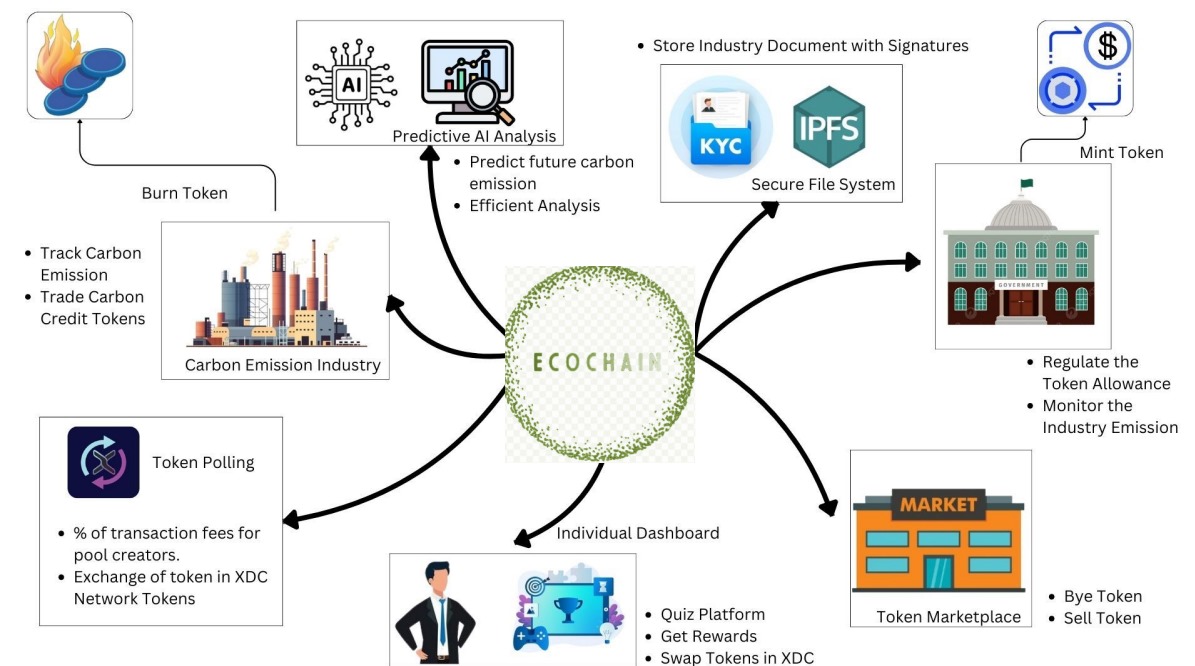 AI
Predictive AI Analysis
• Predict future carbon
emission
• Efficient Analysis
• Store Industry Document with Signatures
KYC
IPFS
Secure File System
$
Mint Token
Burn Token
• Track Carbon
Emission
• Trade Carbon
Credit Tokens
Carbon Emission Industry
ECOCHAIN
GOVERNMENT
• Regulate the
Token Allowance
• Monitor the
Industry Emission
Token Polling
• % of transaction fees for
pool creators.
• Exchange of token in XDC
Network Tokens
Individual Dashboard
• Quiz Platform
• Get Rewards
• Swap Tokens in XDC
MARKET
Token Marketplace
• Bye Token
• Sell Token